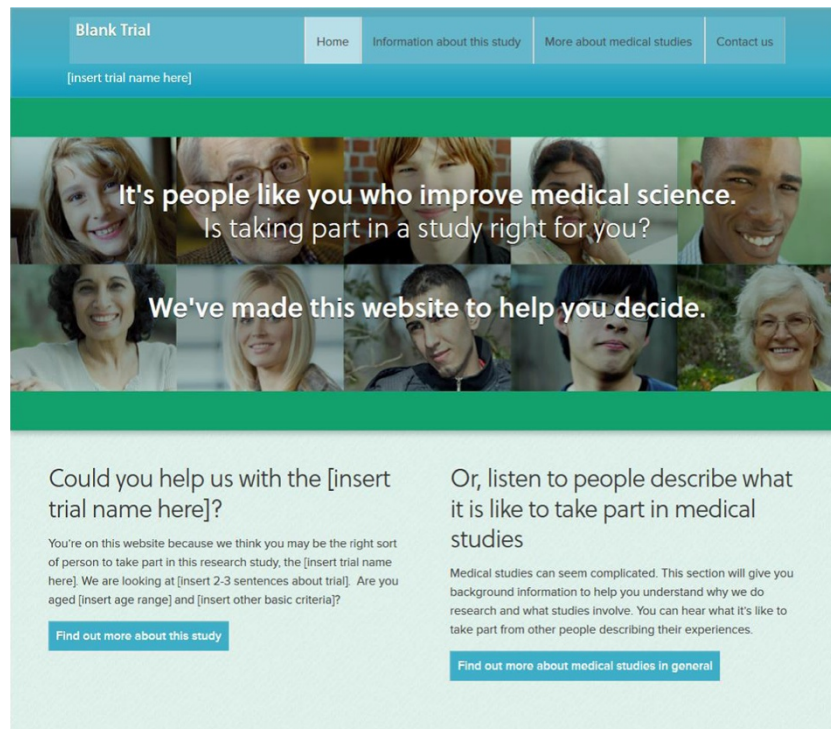 Blank Trial
Home
Information about this study
More about medical studies
Contact us
[insert trial name here]
It's people like you who improve medical science.
Is taking part in a study right for you?
We've made this website to help you decide.
Could you help us with the [insert
trial name here]?
You're on this website because we think you may be the right sort
of person to take part in this research study, the [insert trial name
here]. We are looking at [insert 2-3 sentences about trial]. Are you
aged [insert age range] and [insert other basic criteria]?
Find out more about this study
Or, listen to people describe what
it is like to take part in medical
studies
Medical studies can seem complicated. This section will give you
background information to help you understand why we do
research and what studies involve. You can hear what it's like to
take part from other people describing their experiences.
Find out more about medical studies in general